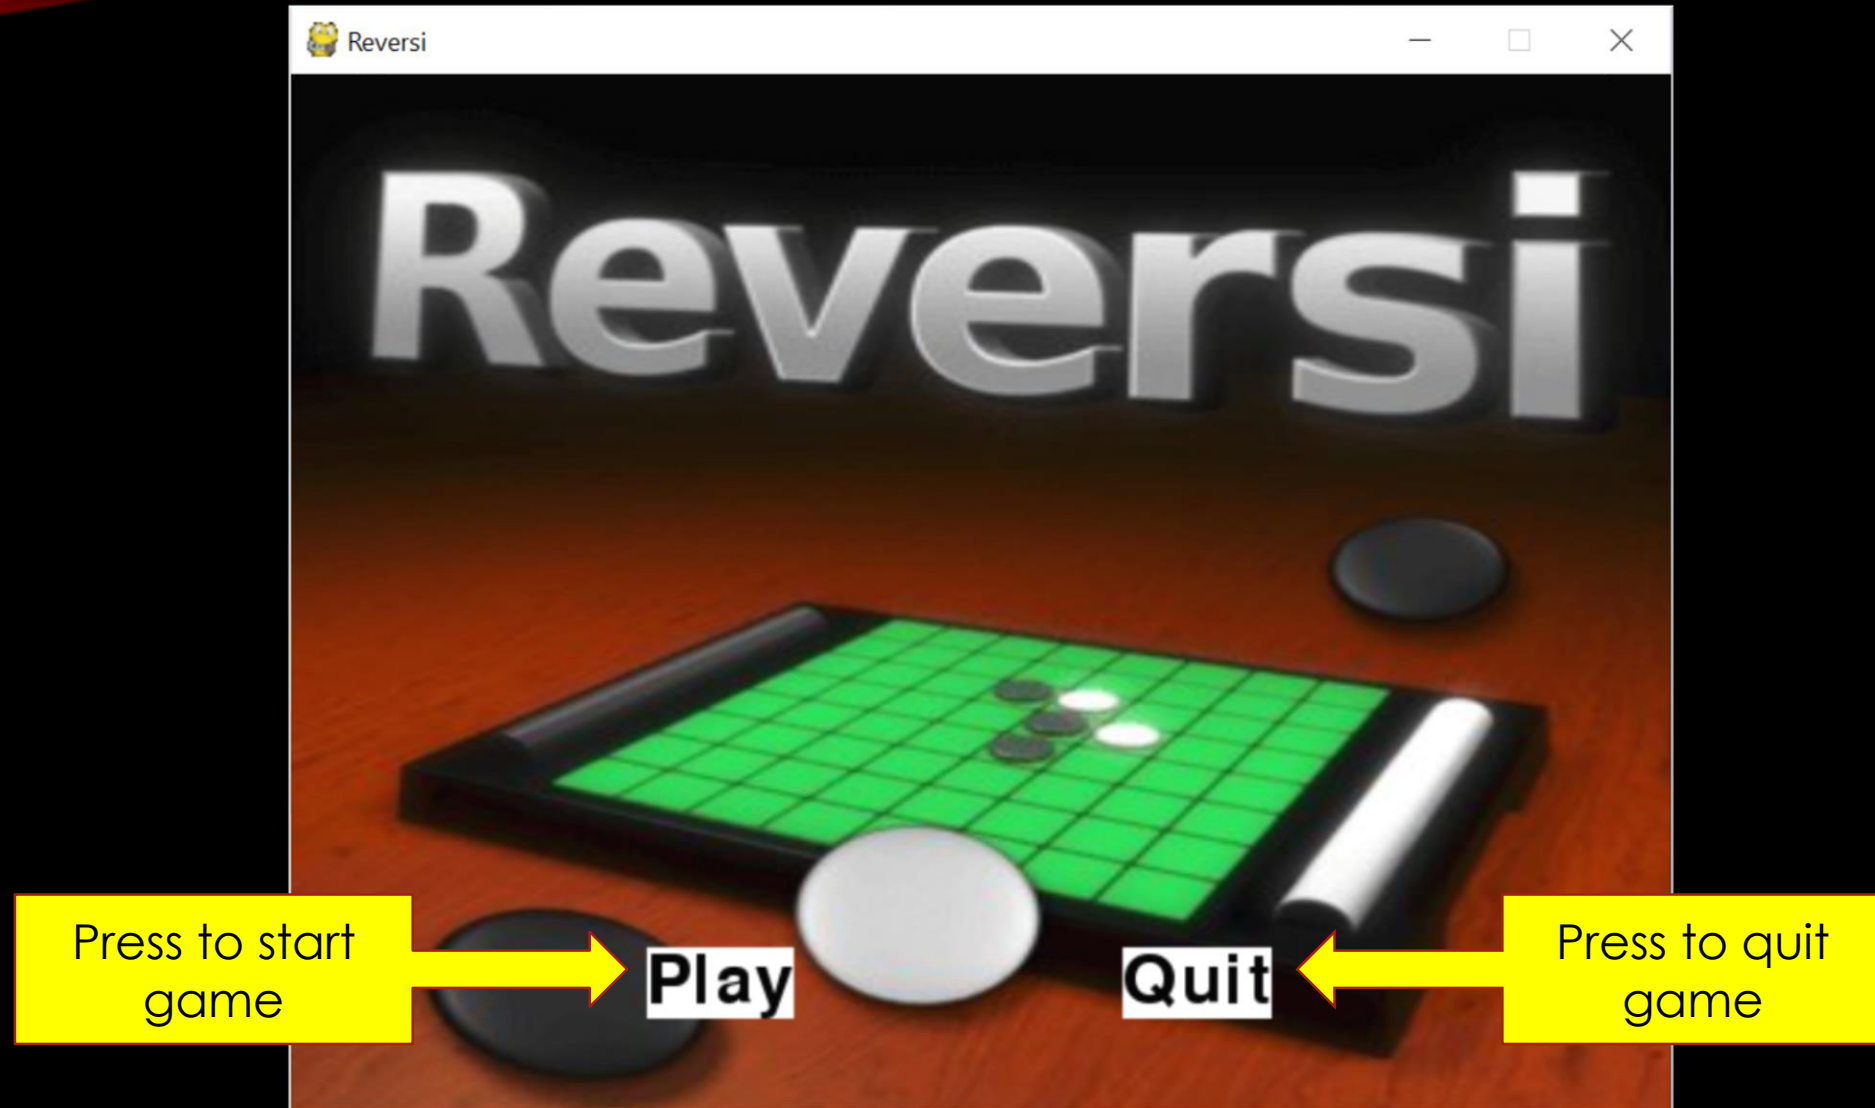 Reversi
Reversi
Press to start
game
Play
Quit
Press to quit
game